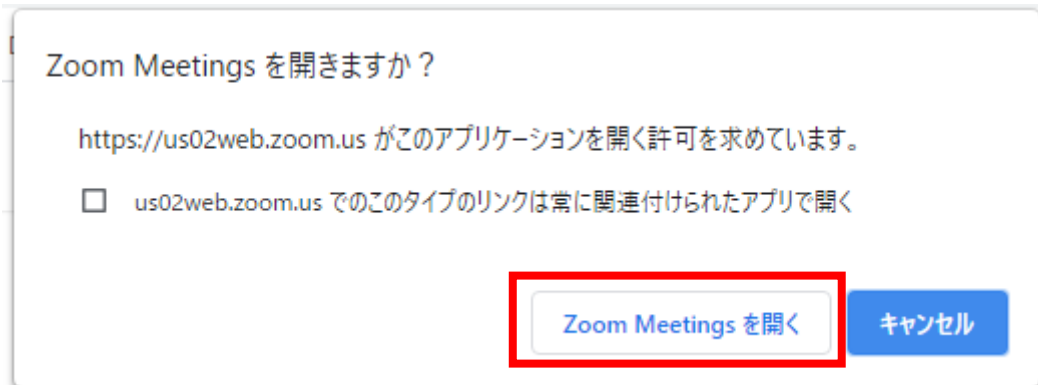 Zoom Meetings を開きますか？
https://us02web.zoom.us がこのアプリケーションを開く許可を求めています。
us02web.zoom.us でのこのタイプのリンクは常に関連付けられたアプリで開く
Zoom Meetings を開く キャンセル